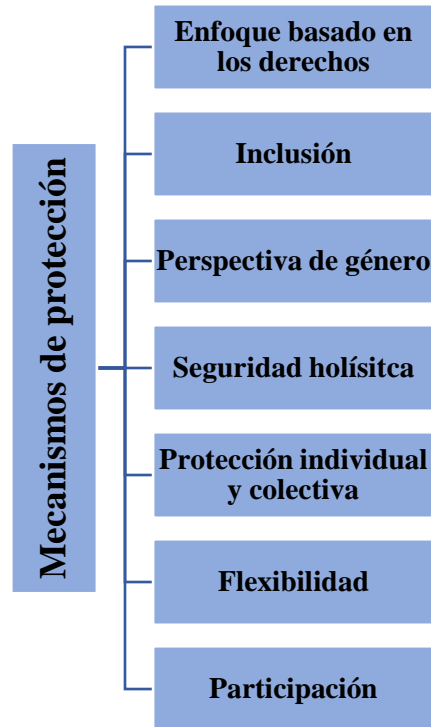 Mecanismos de protección
Enfoque basado en
los derechos
Inclusión
Perspectiva de género
Seguridad holísitca
Protección individual
y colectiva
Flexibilidad
Participación